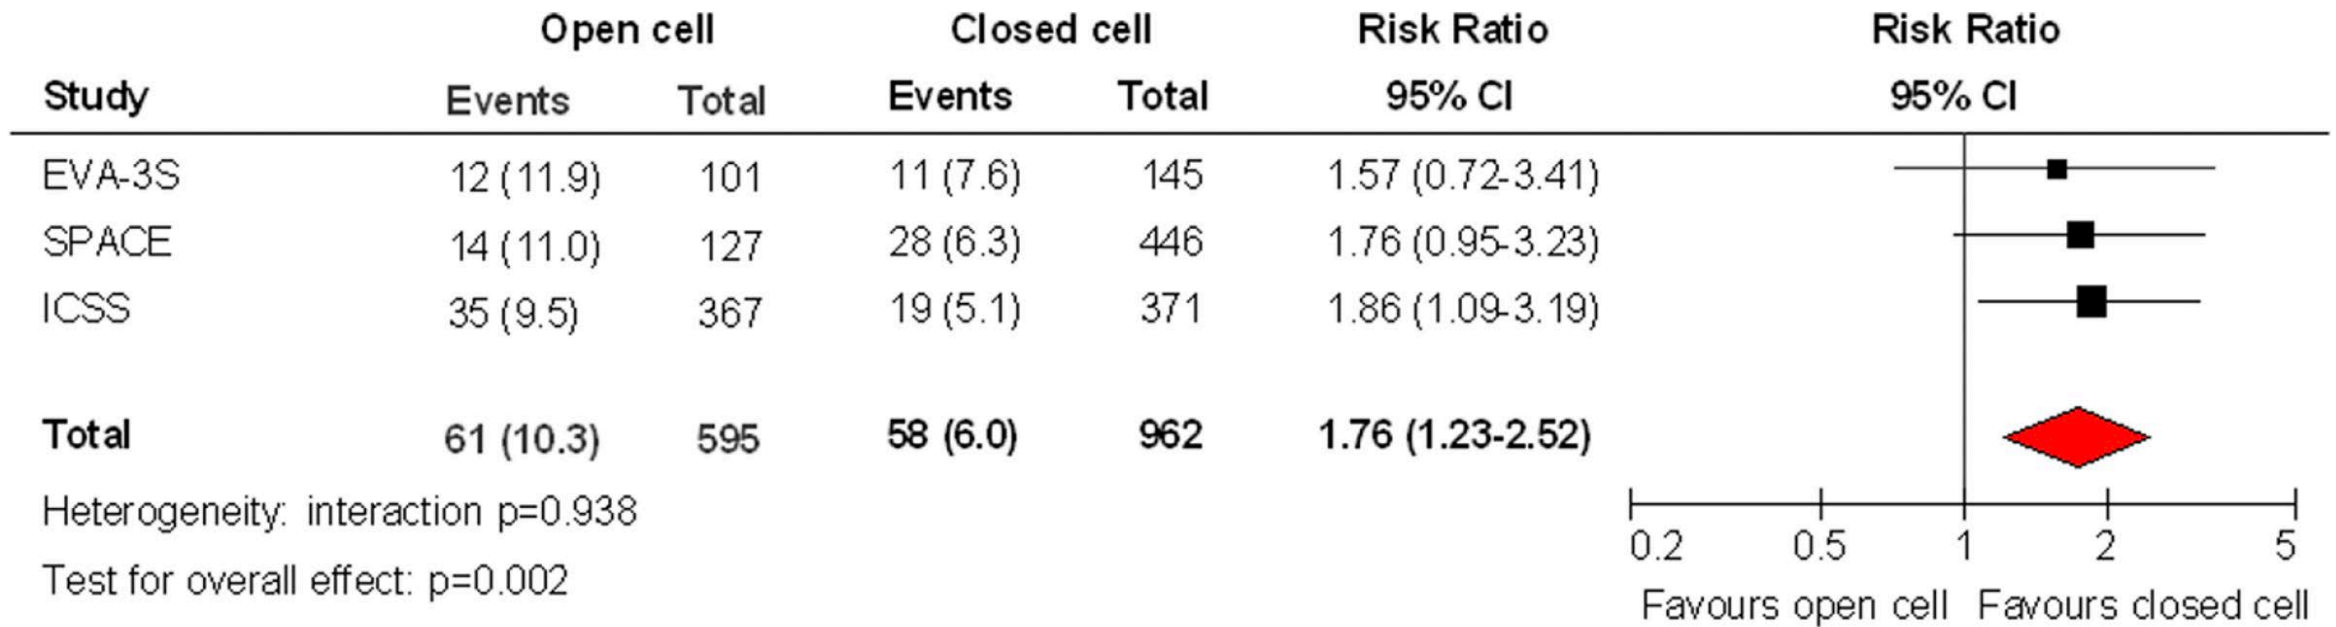 Open cell Closed cell Risk Ratio Risk Ratio
Study Events Total Events Total 95% CI 95% CI
EVA-3S 12 (11.9) 101 11 (7.6) 145 1.57 (0.72-3.41)
SPACE 14 (11.0) 127 28 (6.3) 446 1.76 (0.95-3.23)
ICSS 35 (9.5) 367 19 (5.1) 371 1.86 (1.09-3.19)
Total 61 (10.3) 595 58 (6.0) 962 1.76 (1.23-2.52)
Heterogeneity: interaction p=0.938
Test for overall effect: p=0.002
0.2 0.5 1 2 5
Favours open cell Favours closed cell